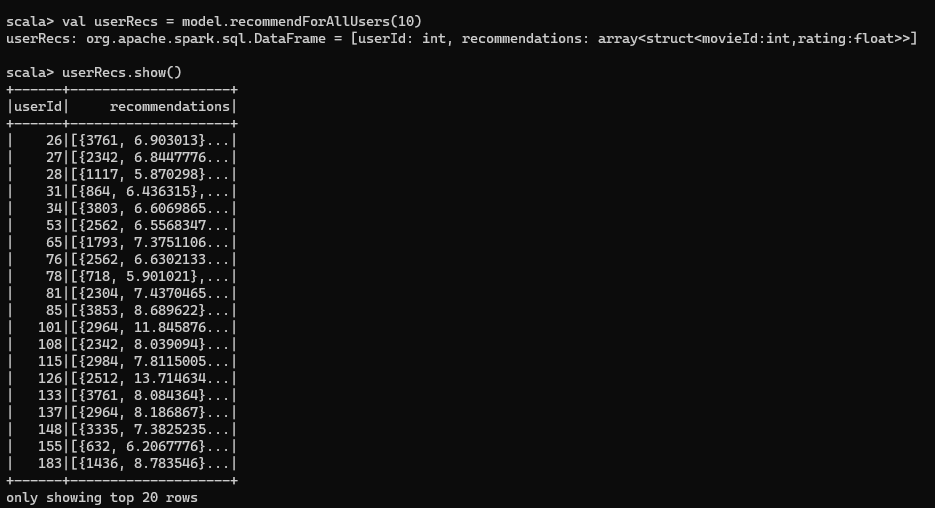 scala> val userRecs = model.recommendForAllUsers(10)
userRecs: org.apache.spark.sql.DataFrame = [userId: int, recommendations: array<struct<movieId:int,rating:float>>]
scala> userRecs.show()
+------+--------------------+
|userId|     recommendations|
+------+--------------------+
|    26|[{3761, 6.903013}...|
|    27|[{2342, 6.8447776...|
|    28|[{1117, 5.870298}...|
|    31|[{864, 6.436315},...|
|    34|[{3803, 6.6069865...|
|    53|[{2562, 6.5568347...|
|    65|[{1793, 7.3751106...|
|    76|[{2562, 6.6302133...|
|    78|[{718, 5.901021},...|
|    81|[{2304, 7.4370465...|
|    85|[{3853, 8.689622}...|
|   101|[{2964, 11.845876...|
|   108|[{2342, 8.039094}...|
|   115|[{2984, 7.8115005...|
|   126|[{2512, 13.714634...|
|   133|[{3761, 8.084364}...|
|   137|[{2964, 8.186867}...|
|   148|[{3335, 7.3825235...|
|   155|[{632, 6.2067776}...|
|   183|[{1436, 8.783546}...|
+------+--------------------+
only showing top 20 rows